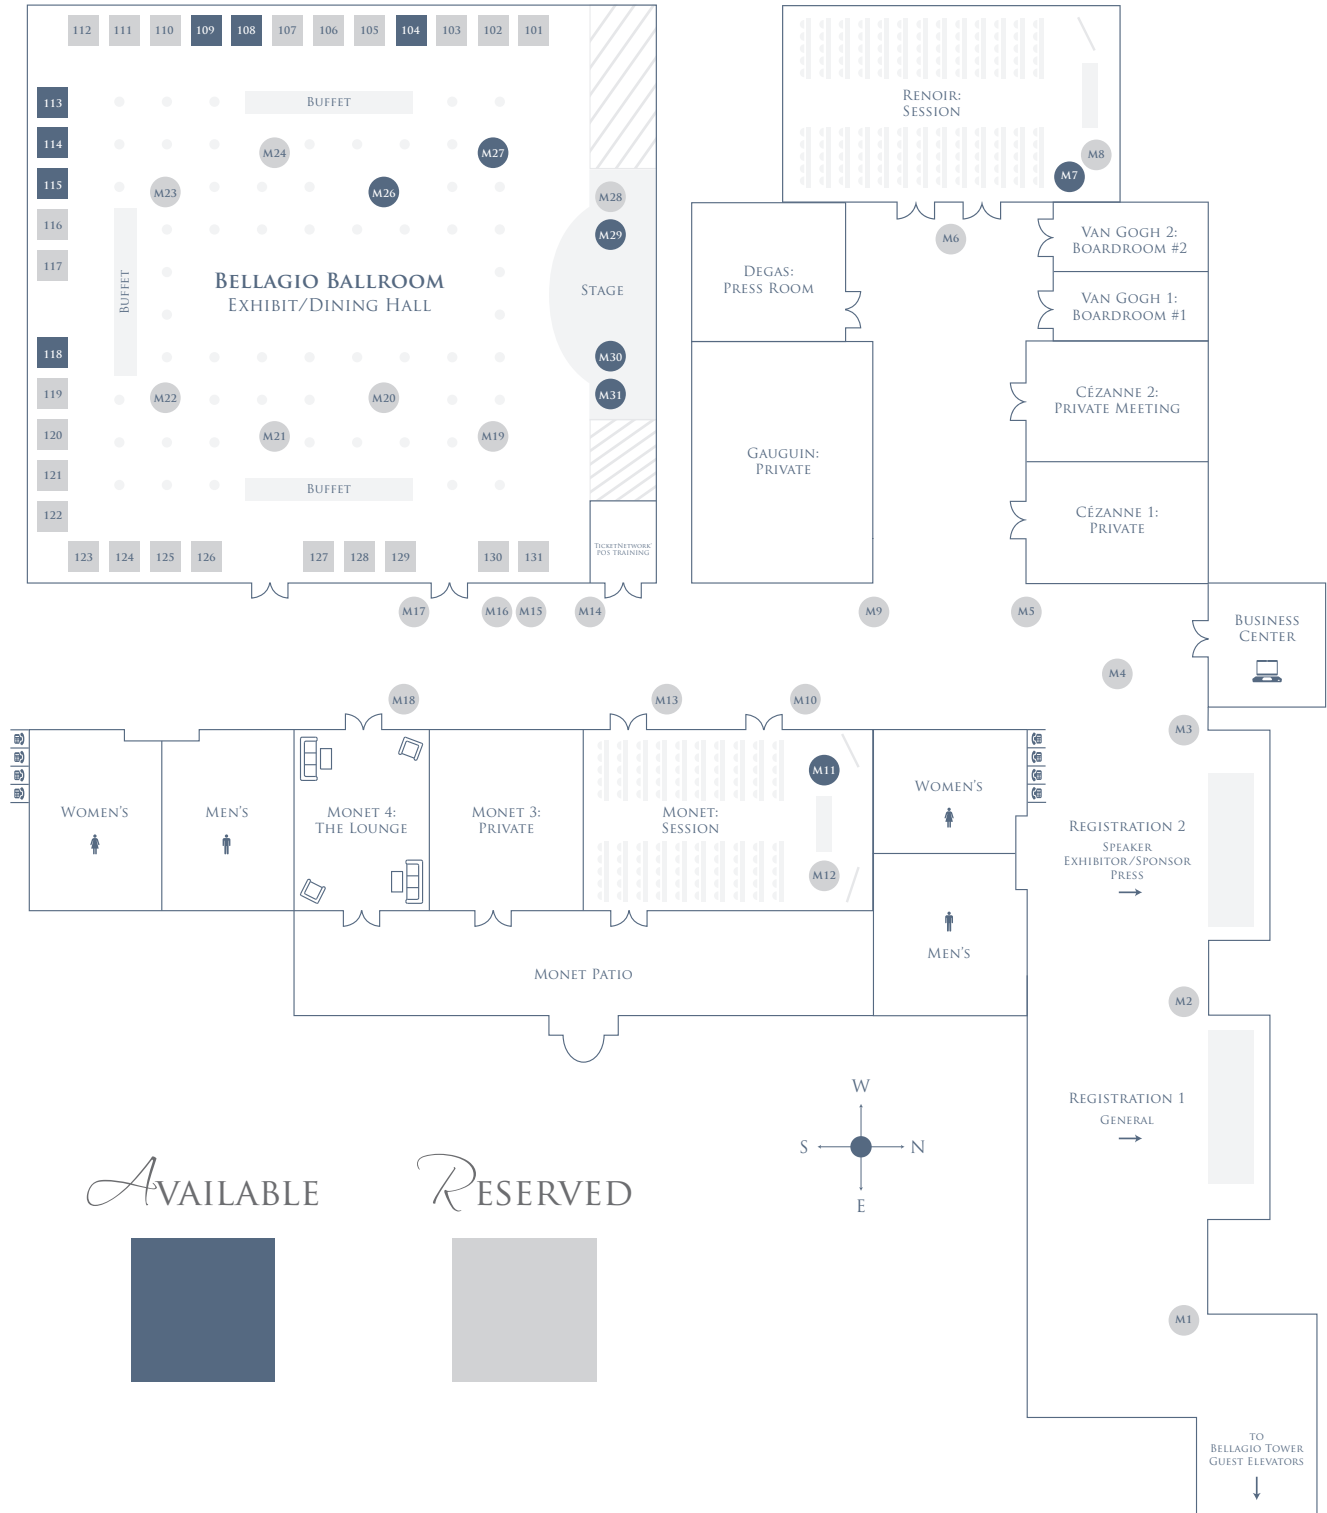 112 111 110 109 108 107 106 105 104 103 102 101
113
114
115
116
117
118
119
120
121
122
123 124 125 126 127 128 129 130 131
BUFFET
M24
M27
M23
M26
M28
M29
BUFFET
BELLAGIO BALLROOM
EXHIBIT/DINING HALL
STAGE
M30
M31
M22
M20
M21
M19
BUFFET
TICKETNETWORK®
POS TRAINING
M17
M16
M15
M14
RENOIR:
SESSION
M8
M7
M6
DEGAS:
PRESS ROOM
VAN GOGH 2:
BOARDROOM #2
VAN GOGH 1:
BOARDROOM #1
CÉZANNE 2:
PRIVATE MEETING
GAUGUIN:
PRIVATE
CÉZANNE 1:
PRIVATE
M9
M5
BUSINESS
CENTER
M4
M3
M18
M13
M10
M11
WOMEN'S
MEN'S
MONET 4:
THE LOUNGE
MONET 3:
PRIVATE
MONET:
SESSION
M12
WOMEN'S
MEN'S
REGISTRATION 2
SPEAKER
EXHIBITOR/SPONSOR
PRESS
MONET PATIO
M2
REGISTRATION 1
GENERAL
W
S N
E
AVAILABLE
RESERVED
M1
TO
BELLAGIO TOWER
GUEST ELEVATORS